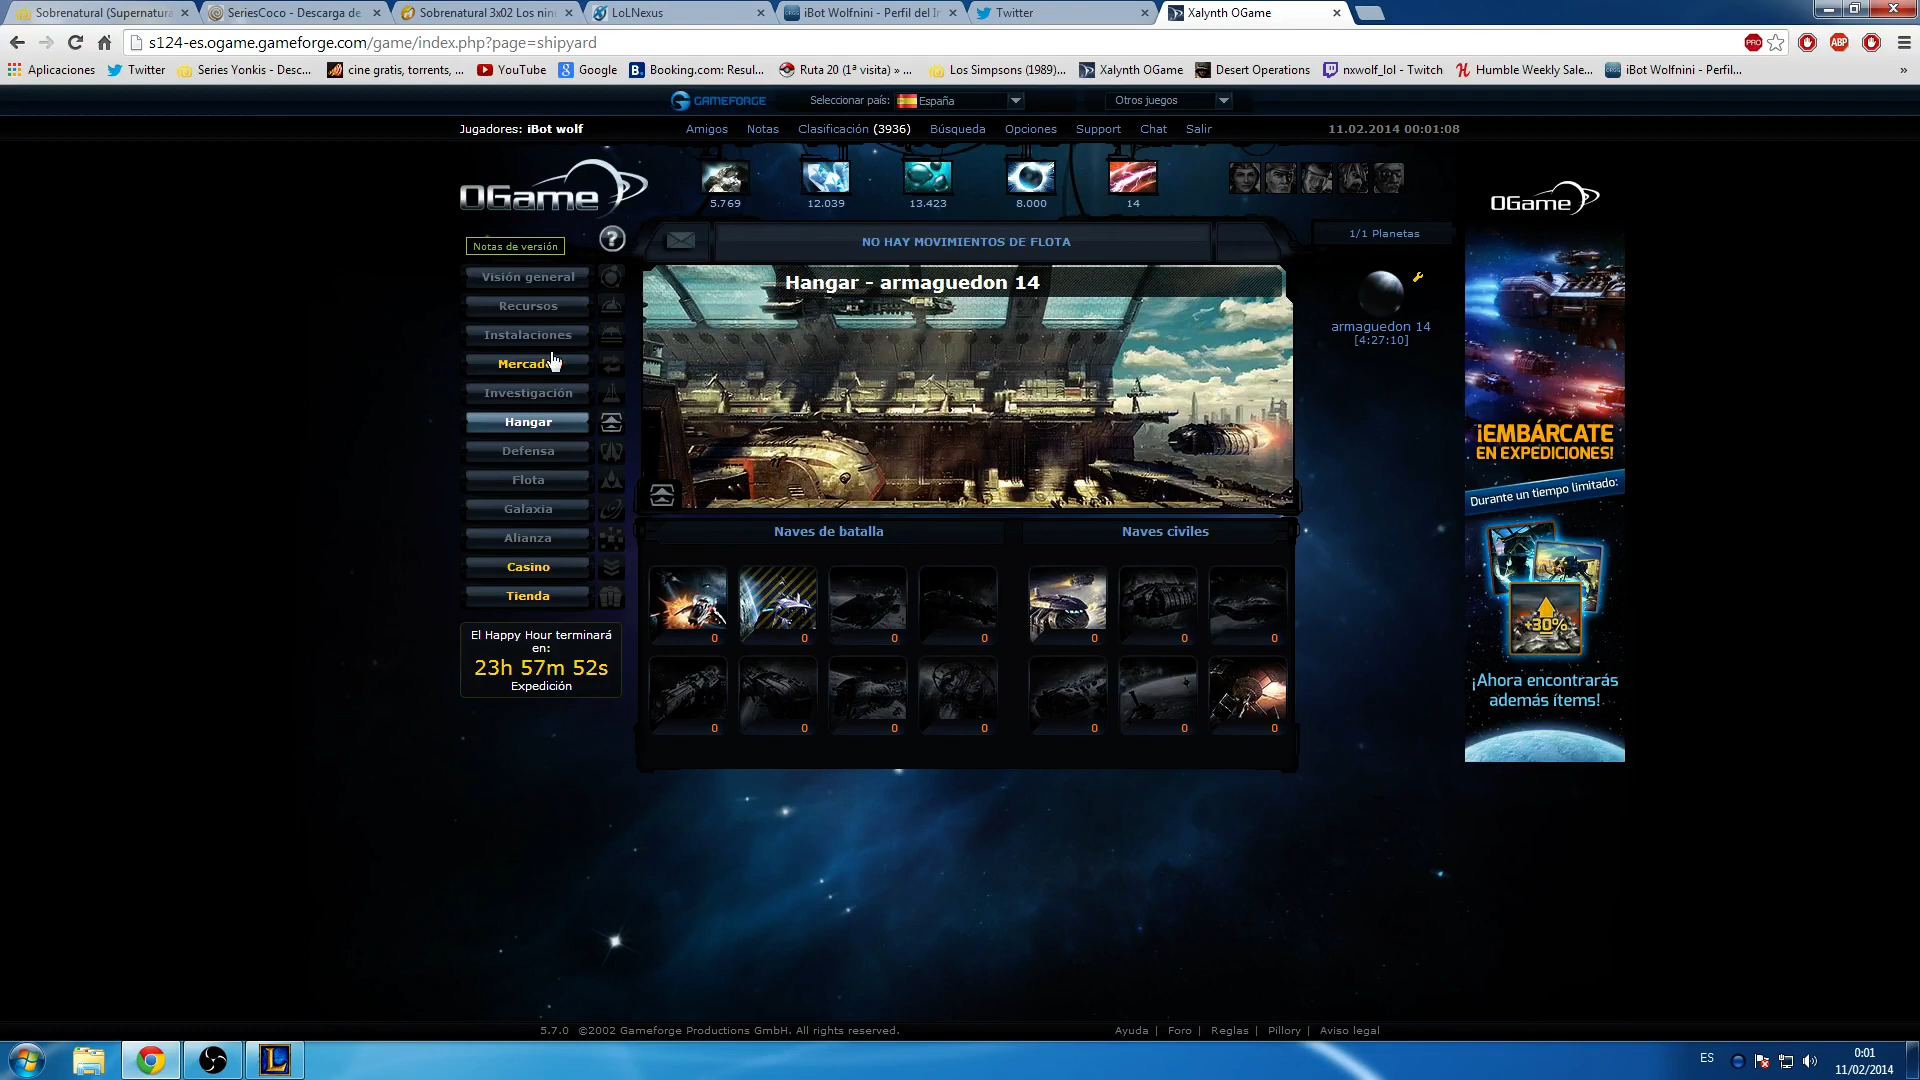 Sobrenatural (Supernatura
SeriesCoco - Descarga de
Sobrenatural 3x02 Los nin
LoLNexus
iBot Wolfnini - Perfil del In
Twitter
Xalynth OGame
s124-es.ogame.gameforge.com/game/index.php?page=shipyard
PRO
ABP
Aplicaciones
Twitter
Series Yonkis - Desc...
cine gratis, torrents, ...
YouTube
Google
Booking.com: Resul...
Ruta 20 (1ª visita) » ...
Los Simpsons (1989)...
Xalynth OGame
Desert Operations
nxwolf_lol - Twitch
Humble Weekly Sale...
iBot Wolfnini - Perfil...
»
GAMEFORGE
Seleccionar país:
España
Otros juegos
Jugadores: iBot wolf
Amigos
Notas
Clasificación (3936)
Búsqueda
Opciones
Support
Chat
Salir
11.02.2014 00:01:08
OGame
5.769
12.039
13.423
8.000
14
OGame
Notas de versión
?
NO HAY MOVIMIENTOS DE FLOTA
1/1 Planetas
Visión general
Recursos
Instalaciones
Mercado
Investigación
Hangar
Defensa
Flota
Galaxia
Alianza
Casino
Tienda
El Happy Hour terminará
en:
23h 57m 52s
Expedición
Hangar - armaguedon 14
armaguedon 14
[4:27:10]
Naves de batalla
Naves civiles
0 0 0 0 0 0 0
0 0 0 0 0 0 0
¡EMBÁRCATE
EN EXPEDICIONES!
Durante un tiempo limitado:
+30%
¡Ahora encontrarás
además ítems!
5.7.0 ©2002 Gameforge Productions GmbH. All rights reserved.
Ayuda | Foro | Reglas | Pillory | Aviso legal
ES
0:01
11/02/2014